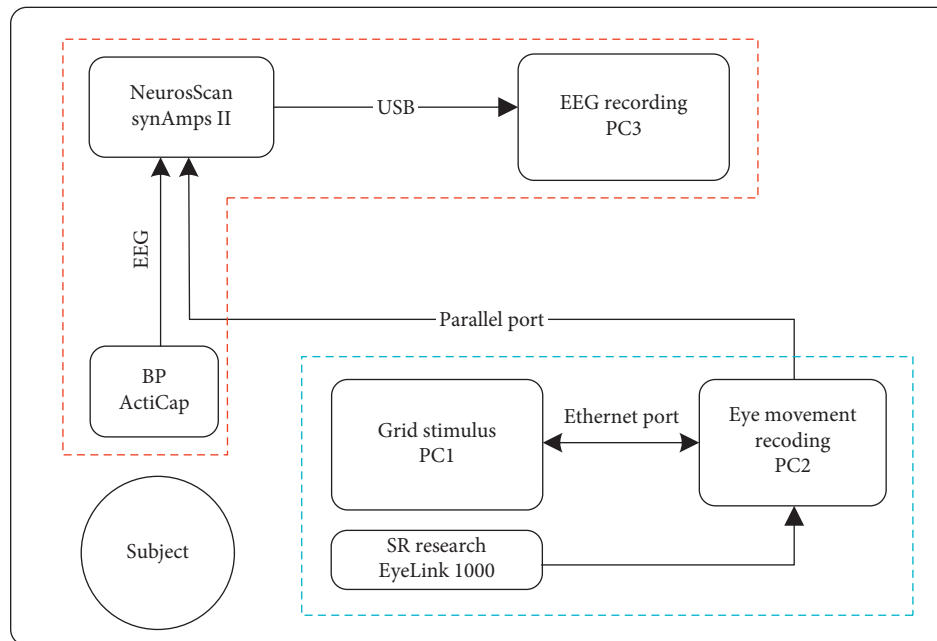 NeurosScan
synAmps II
USB
EEG recording
PC3
EEG
Parallel port
BP
ActiCap
Grid stimulus
PC1
Ethernet port
Eye movement
recoding
PC2
SR research
EyeLink 1000
Subject